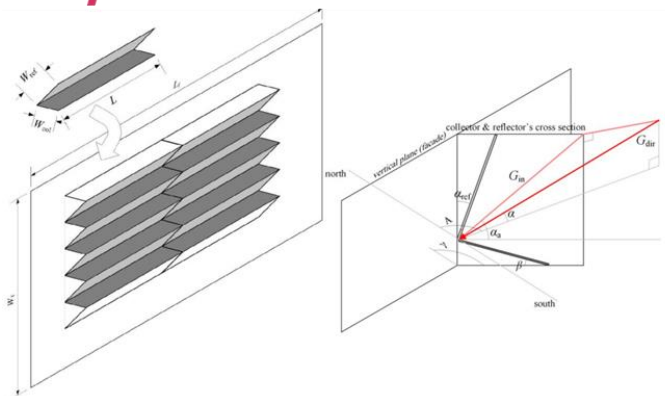 W_ref
W_col
L
L_t
W_t
collector & reflector's cross section
vertical plane (facade)
north
G_in
G_dir
α_ref
A
α
α_a
γ
β
south